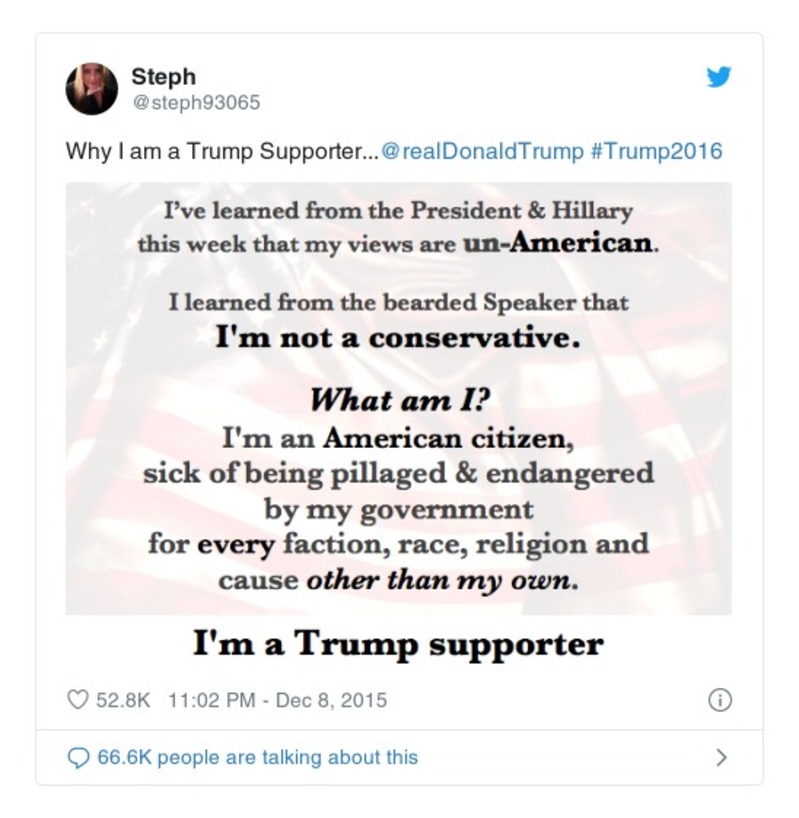 Steph
@steph93065
Why I am a Trump Supporter...@realDonaldTrump #Trump2016
I’ve learned from the President & Hillary
this week that my views are un-American.
I learned from the bearded Speaker that
I'm not a conservative.
What am I?
I'm an American citizen,
sick of being pillaged & endangered
by my government
for every faction, race, religion and
cause other than my own.
I'm a Trump supporter
52.8K 11:02 PM - Dec 8, 2015
66.6K people are talking about this